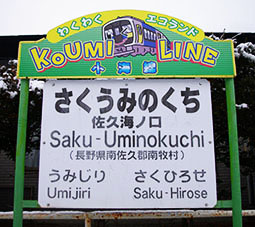 わくわく エコランド
KOUMI LINE
小海線
さくうみのくち
佐久海ノ口
Saku-Uminokuchi
(長野県南佐久郡南牧村)
うみじり さくひろせ
Umijiri Saku-Hirose